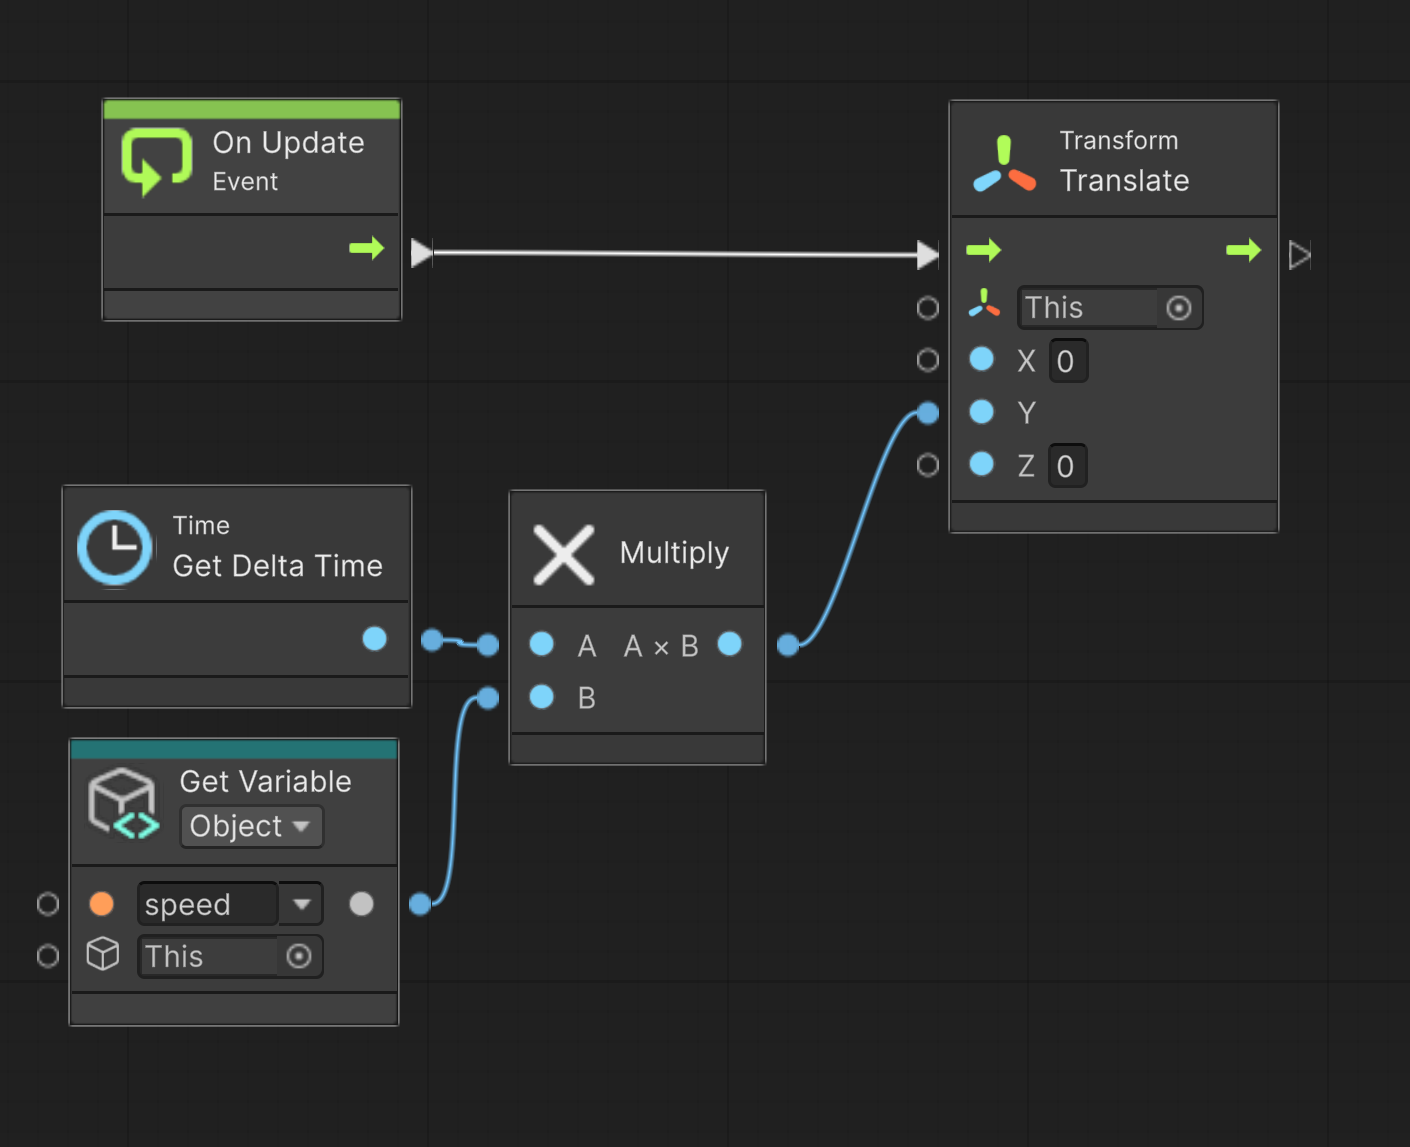 On Update
Event
Transform
Translate
This
X 0
Y
Z 0
Time
Get Delta Time
Multiply
A A × B
B
Get Variable
Object
speed
This